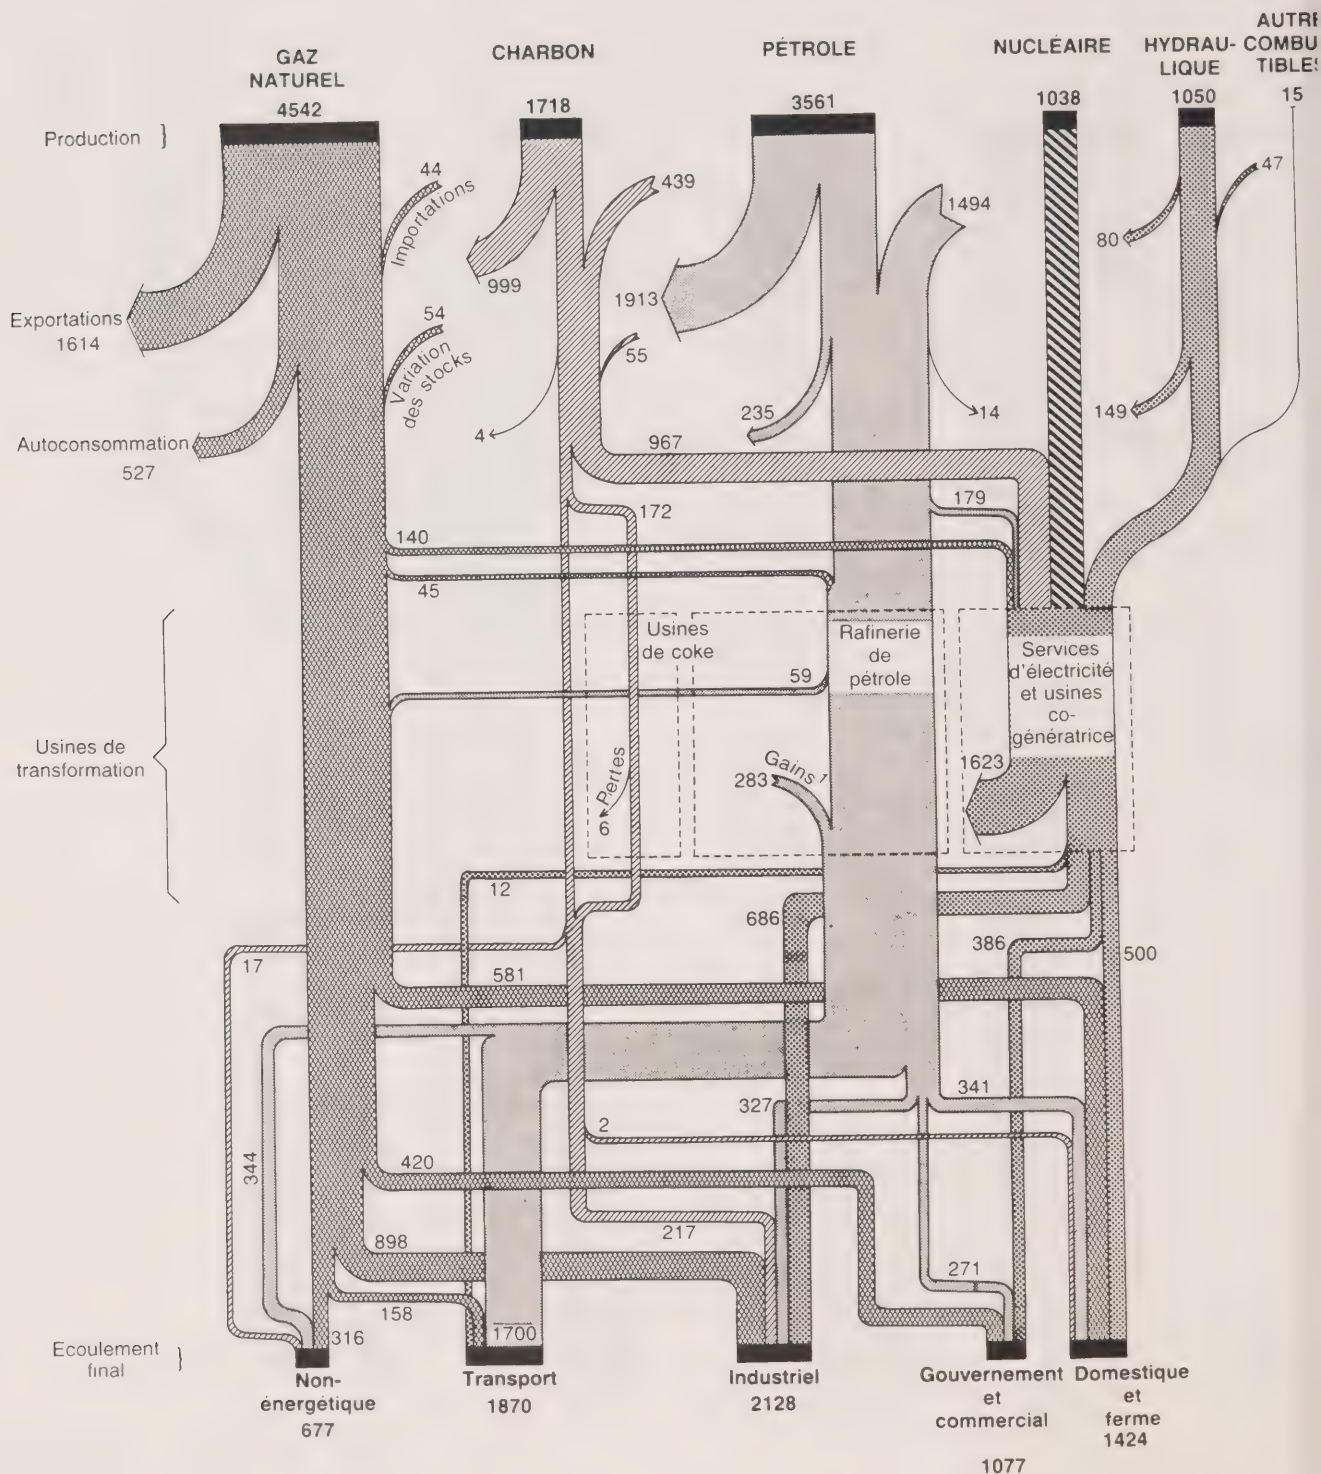 AUTRE
COMBUS
TIBLES
15
GAZ
NATUREL
4542
CHARBON
1718
PÉTROLE
3561
NUCLÉAIRE
1038
HYDRAU-
LIQUE
1050
Production
44
Importations
439
1494
47
80
999
1913
Exportations
1614
54
Variation
des stocks
55
4
235
14
149
Autoconsommation
527
967
172
179
140
45
Usines
de coke
Rafinerie
de
pétrole
Services
d'électricité
et usines
co-
génératrice
59
Usines de
transformation
Pertes
6
283
Gains 1
1623
12
686
386
500
17
581
327
341
2
344
420
217
898
271
158
316
1700
Ecoulement
final
Non-
énergétique
677
Transport
1870
Industriel
2128
Gouvernement
et
commercial
1077
Domestique
et
ferme
1424